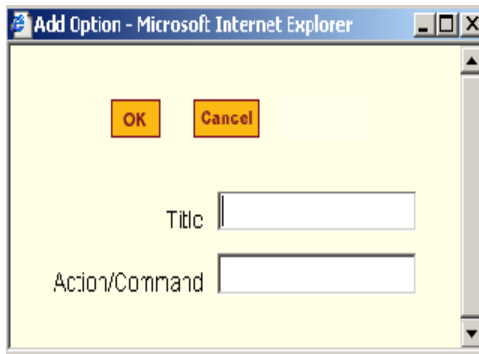 Add Option - Microsoft Internet Explorer
OK Cancel
Title
Action/Command